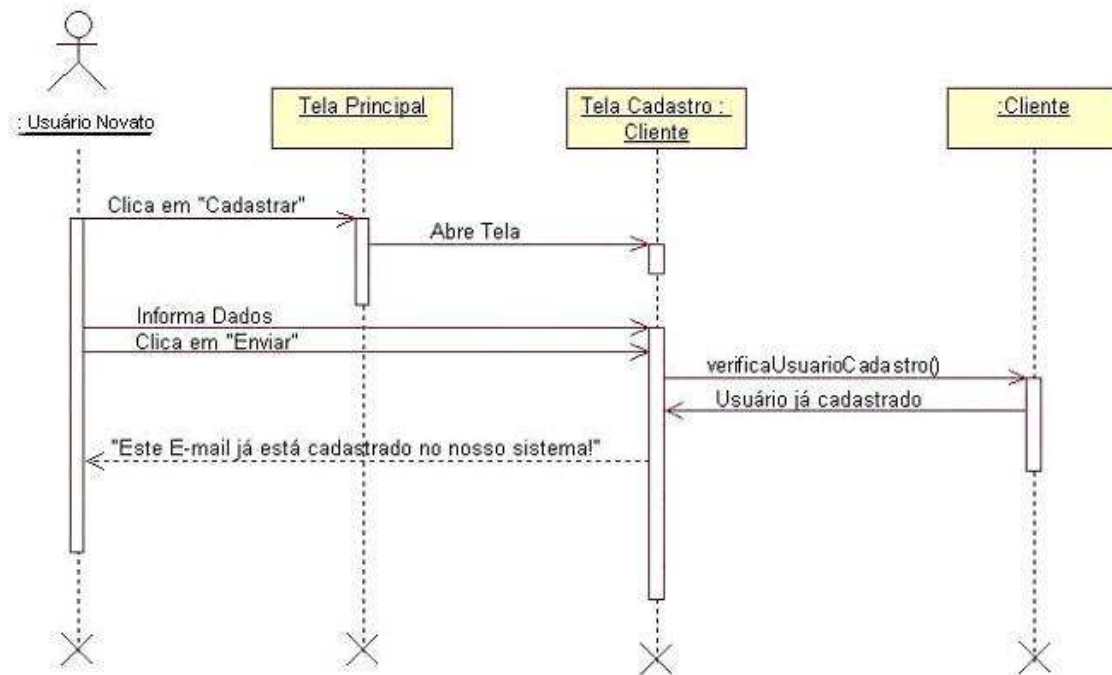 : Usuário Novato
Tela Principal
Tela Cadastro :
Cliente
:Cliente
Clica em "Cadastrar"
Abre Tela
Informa Dados
Clica em "Enviar"
verificaUsuarioCadastro()
Usuário já cadastrado
"Este E-mail já está cadastrado no nosso sistema!"